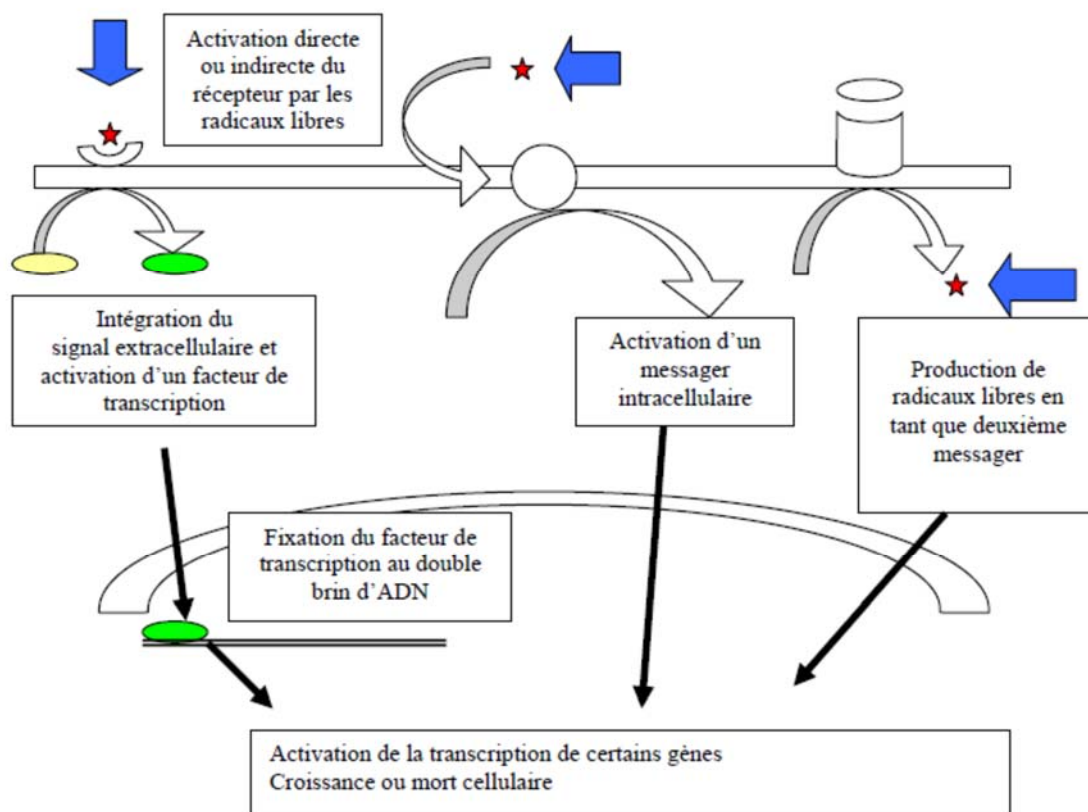 Activation directe
ou indirecte du
récepteur par les
radicaux libres
Intégration du
signal extracellulaire et
activation d'un facteur de
transcription
Activation d'un
messager
intracellulaire
Production de
radicaux libres en
tant que deuxième
messager
Fixation du facteur de
transcription au double
brin d'ADN
Activation de la transcription de certains gènes
Croissance ou mort cellulaire